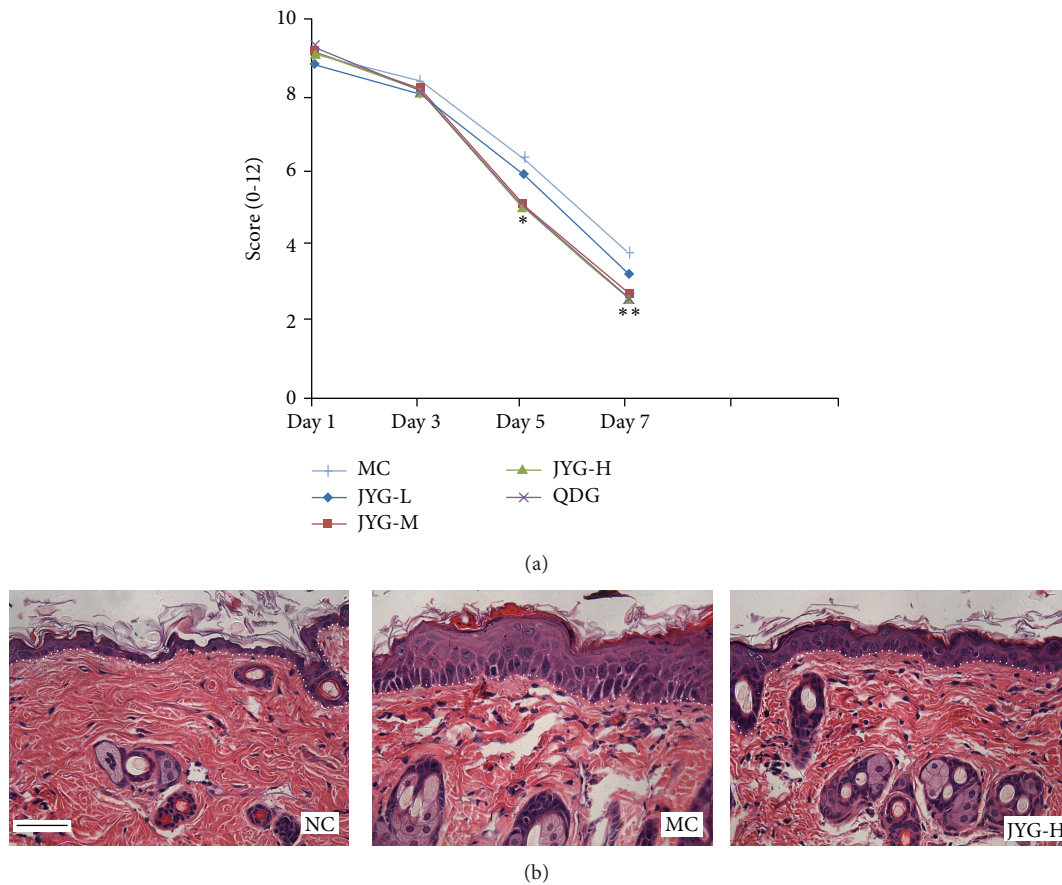 10
8
6
4
2
0
Score (0-12)
*
**
Day 1 Day 3 Day 5 Day 7
MC JYG-H
JYG-L QDG
JYG-M
(a)
NC MC JYG-H
(b)